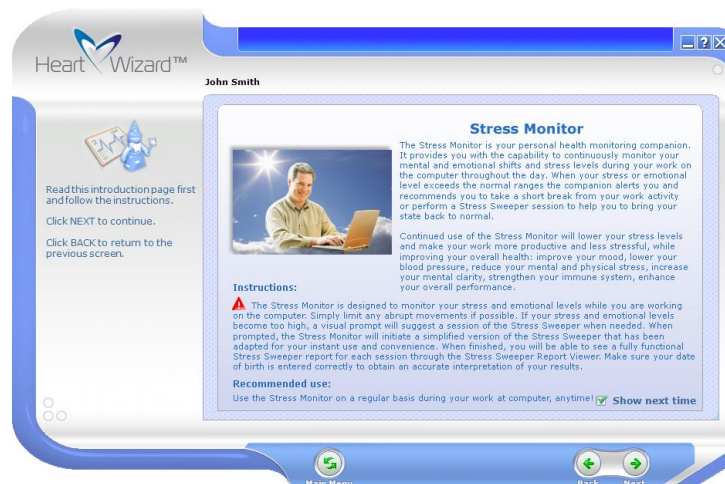 Heart Wizard™
John Smith
Read this introduction page first
and follow the instructions.
Click NEXT to continue.
Click BACK to return to the
previous screen.
Stress Monitor
The Stress Monitor is your personal health monitoring companion.
It provides you with the capability to continuously monitor your
mental and emotional shifts and stress levels during your work on
the computer throughout the day. When your stress or emotional
level exceeds the normal ranges the companion alerts you and
recommends you to take a short break from your work activity
or perform a Stress Sweeper session to help you to bring your
state back to normal.
Continued use of the Stress Monitor will lower your stress levels
and make your work more productive and less stressful, while
improving your overall health: improve your mood, lower your
blood pressure, reduce your mental and physical stress, increase
your mental clarity, strengthen your immune system, enhance
your overall performance.
Instructions:
The Stress Monitor is designed to monitor your stress and emotional levels while you are working
on the computer. Simply limit any abrupt movements if possible. If your stress and emotional levels
become too high, a visual prompt will suggest a session of the Stress Sweeper when needed. When
prompted, the Stress Monitor will initiate a simplified version of the Stress Sweeper that has been
adapted for your instant use and convenience. When finished, you will be able to see a fully functional
Stress Sweeper report for each session through the Stress Sweeper Report Viewer. Make sure your date
of birth is entered correctly to obtain an accurate interpretation of your results.
Recommended use:
Use the Stress Monitor on a regular basis during your work at computer, anytime!
Show next time
Main Menu
Back
Next